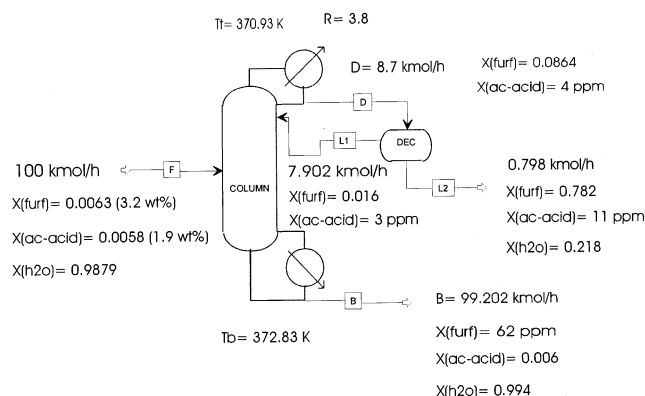 Tt= 370.93 K
R= 3.8
D= 8.7 kmol/h
X(furf)= 0.0864
X(ac-acid)= 4 ppm
D
L1
DEC
100 kmol/h
F
COLUMN
7.902 kmol/h
L2
0.798 kmol/h
X(furf)= 0.0063 (3.2 wt%)
X(furf)= 0.016
X(furf)= 0.782
X(ac-acid)= 0.0058 (1.9 wt%)
X(ac-acid)= 3 ppm
X(ac-acid)= 11 ppm
X(h2o)= 0.9879
X(h2o)= 0.218
B
B= 99.202 kmol/h
Tb= 372.83 K
X(furf)= 62 ppm
X(ac-acid)= 0.006
X(h2o)= 0.994